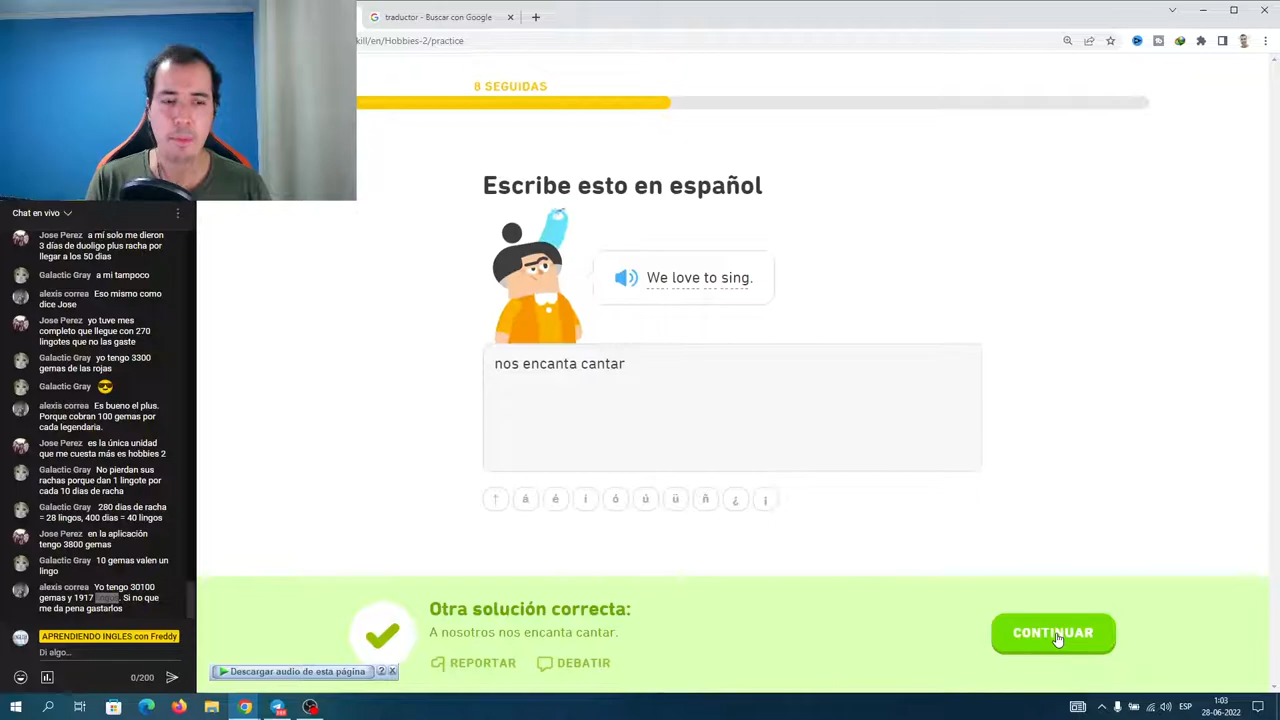 traductor - Buscar con Google
kill/en/Hobbies-2/practice
8 SEGUIDAS
Escribe esto en español
We love to sing.
nos encanta cantar
↑ á é í ó ú ü ñ ¿ ¡
Otra solución correcta:
A nosotros nos encanta cantar.
REPORTAR DEBATIR
CONTINUAR
Descargar audio de esta página
Chat en vivo
Jose Perez a mí solo me dieron
3 días de duoligo plus racha por
llegar a los 50 días
Galactic Gray a mi tampoco
alexis correa Eso mismo como
dice Jose
Jose Perez yo tuve mes
completo que llegue con 270
lingotes que no las gaste
Galactic Gray yo tengo 3300
gemas de las rojas
Galactic Gray 😎
alexis correa Es bueno el plus.
Porque cobran 100 gemas por
cada legendaria.
Jose Perez es la única unidad
que me cuesta más es hobbies 2
Galactic Gray No pierdan sus
rachas porque dan 1 lingote por
cada 10 dias de racha
Galactic Gray 280 dias de racha
= 28 lingos, 400 dias = 40 lingos
Jose Perez en la aplicación
tengo 3800 gemas
Galactic Gray 10 gemas valen un
lingo
alexis correa Yo tengo 30100
gemas y 1917 . Si no que
me da pena gastarlos
APRENDIENDO INGLES con Freddy
Di algo...
0/200
ESP
1:03
28-06-2022